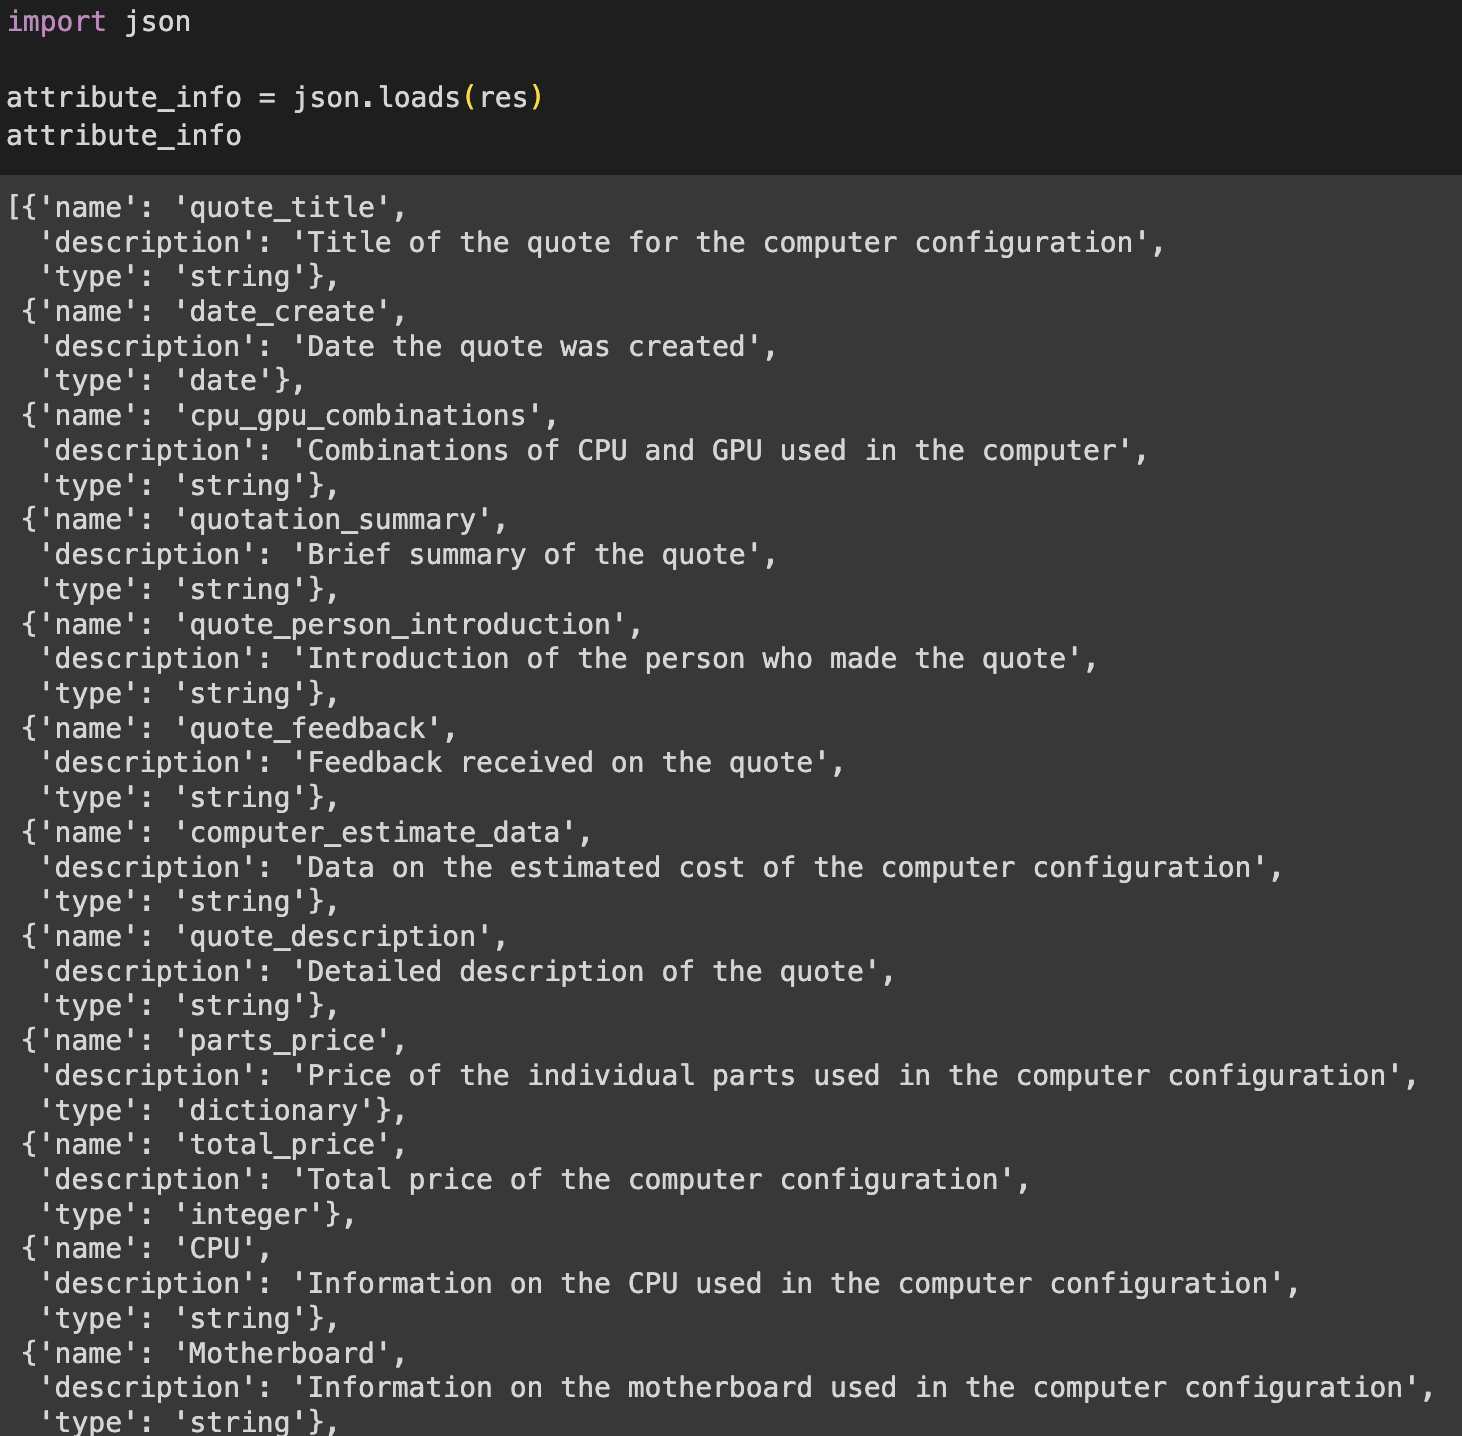 import json
attribute_info = json.loads(res)
attribute_info
[{'name': 'quote_title',
'description': 'Title of the quote for the computer configuration',
'type': 'string'},
{'name': 'date_create',
'description': 'Date the quote was created',
'type': 'date'},
{'name': 'cpu_gpu_combinations',
'description': 'Combinations of CPU and GPU used in the computer',
'type': 'string'},
{'name': 'quotation_summary',
'description': 'Brief summary of the quote',
'type': 'string'},
{'name': 'quote_person_introduction',
'description': 'Introduction of the person who made the quote',
'type': 'string'},
{'name': 'quote_feedback',
'description': 'Feedback received on the quote',
'type': 'string'},
{'name': 'computer_estimate_data',
'description': 'Data on the estimated cost of the computer configuration',
'type': 'string'},
{'name': 'quote_description',
'description': 'Detailed description of the quote',
'type': 'string'},
{'name': 'parts_price',
'description': 'Price of the individual parts used in the computer configuration',
'type': 'dictionary'},
{'name': 'total_price',
'description': 'Total price of the computer configuration',
'type': 'integer'},
{'name': 'CPU',
'description': 'Information on the CPU used in the computer configuration',
'type': 'string'},
{'name': 'Motherboard',
'description': 'Information on the motherboard used in the computer configuration',
'type': 'string'},